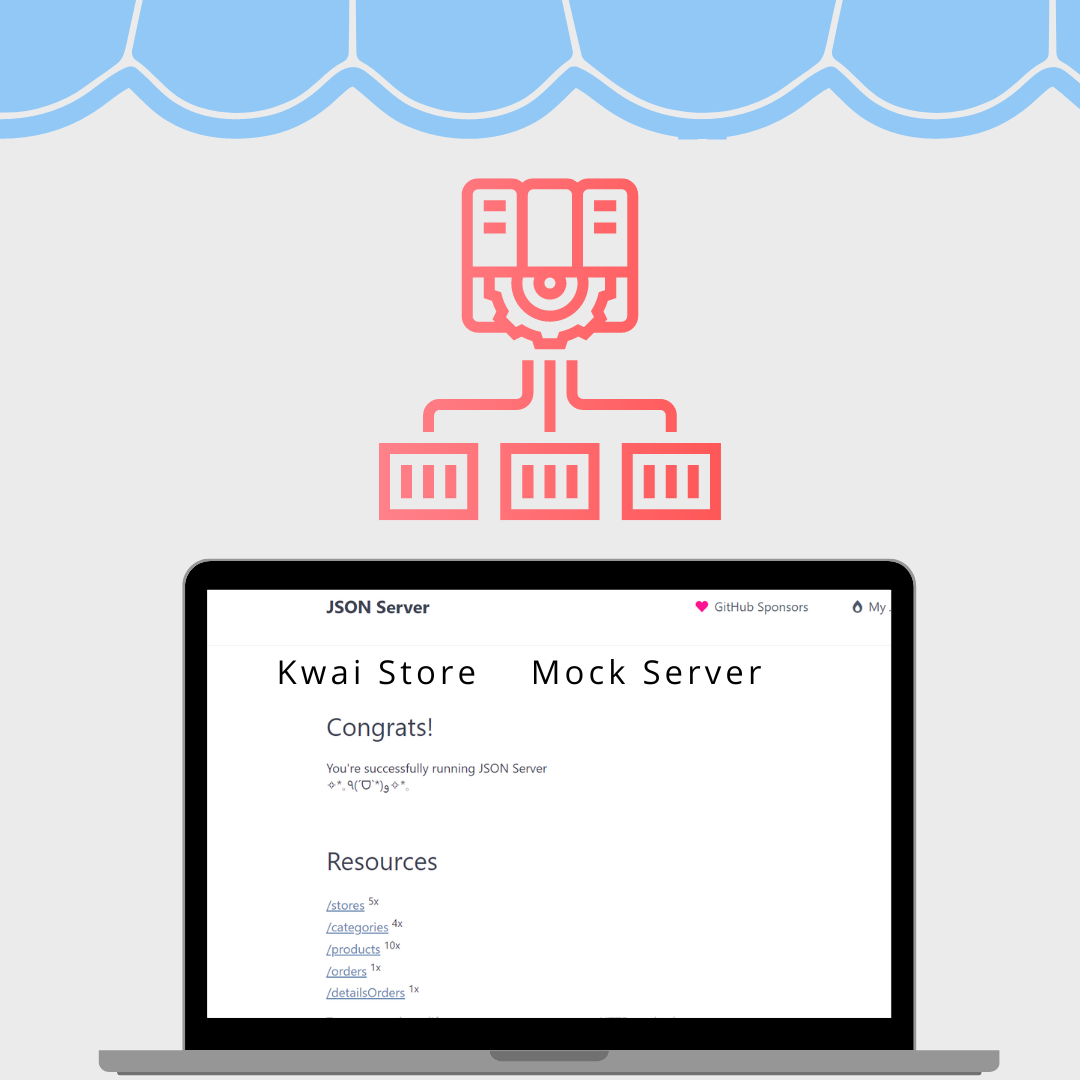 JSON Server
GitHub Sponsors
My
Kwai Store Mock Server
Congrats!
You're successfully running JSON Server
✧*｡٩(ˊᗜˋ*)و✧*｡
Resources
/stores 5x
/categories 4x
/products 10x
/orders 1x
/detailsOrders 1x